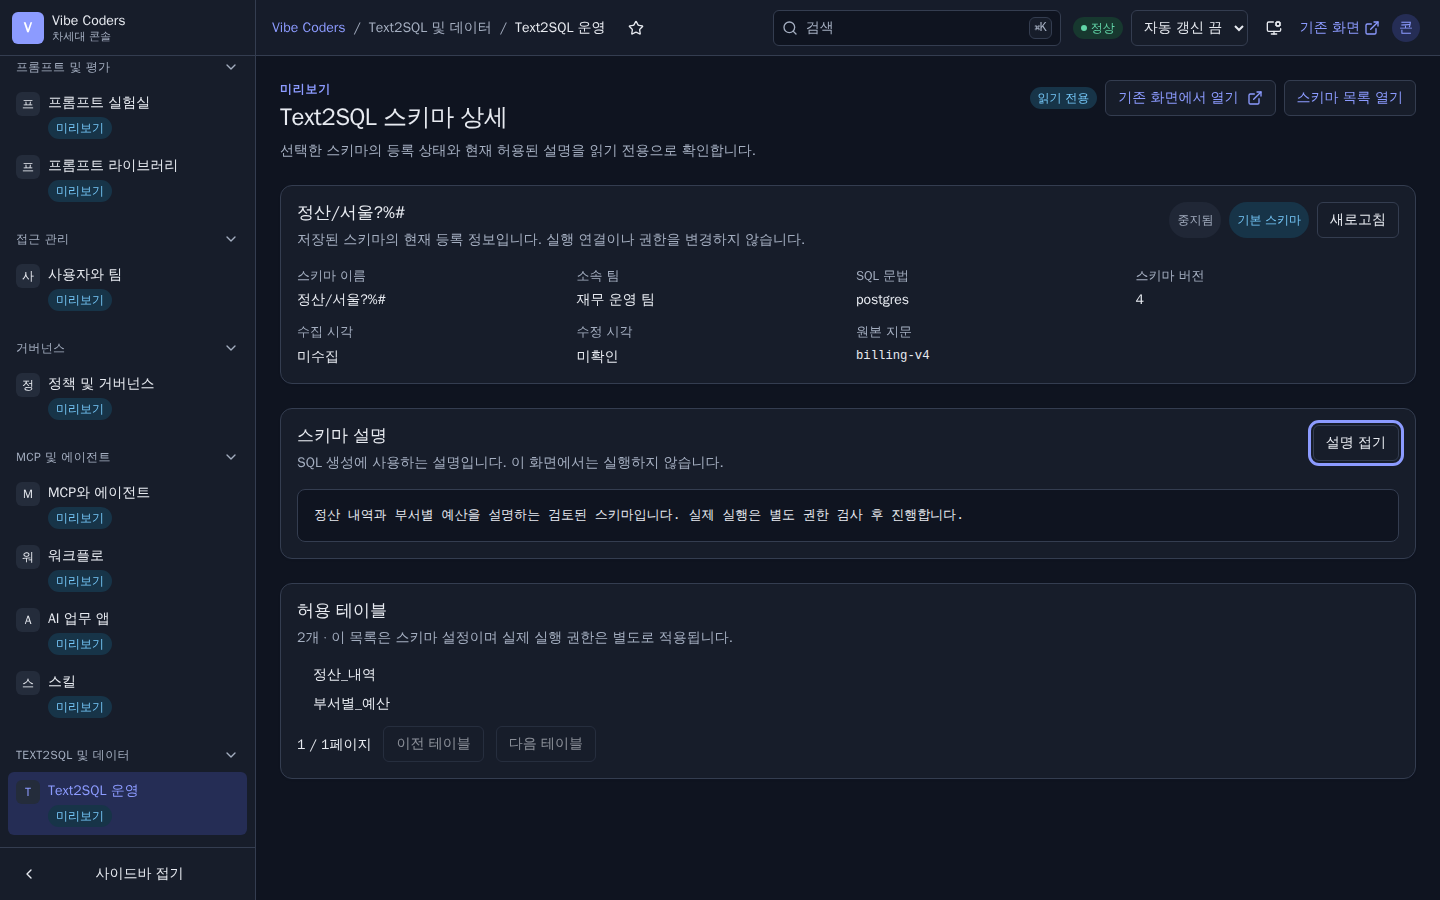 V
Vibe Coders
차세대 콘솔
프롬프트 및 평가
프 프롬프트 실험실
미리보기
프 프롬프트 라이브러리
미리보기
접근 관리
사 사용자와 팀
미리보기
거버넌스
정 정책 및 거버넌스
미리보기
MCP 및 에이전트
M MCP와 에이전트
미리보기
워 워크플로
미리보기
A AI 업무 앱
미리보기
스 스킬
미리보기
TEXT2SQL 및 데이터
T Text2SQL 운영
미리보기
사이드바 접기
Vibe Coders / Text2SQL 및 데이터 / Text2SQL 운영
검색 ⌘K
정상
자동 갱신 끔
기존 화면
콘
미리보기
Text2SQL 스키마 상세
선택한 스키마의 등록 상태와 현재 허용된 설명을 읽기 전용으로 확인합니다.
읽기 전용
기존 화면에서 열기
스키마 목록 열기
정산/서울?%#
저장된 스키마의 현재 등록 정보입니다. 실행 연결이나 권한을 변경하지 않습니다.
중지됨
기본 스키마
새로고침
스키마 이름
정산/서울?%#
소속 팀
재무 운영 팀
SQL 문법
postgres
스키마 버전
4
수집 시각
미수집
수정 시각
미확인
원본 지문
billing-v4
스키마 설명
SQL 생성에 사용하는 설명입니다. 이 화면에서는 실행하지 않습니다.
설명 접기
정산 내역과 부서별 예산을 설명하는 검토된 스키마입니다. 실제 실행은 별도 권한 검사 후 진행합니다.
허용 테이블
2개 · 이 목록은 스키마 설정이며 실제 실행 권한은 별도로 적용됩니다.
정산_내역
부서별_예산
1 / 1페이지
이전 테이블
다음 테이블